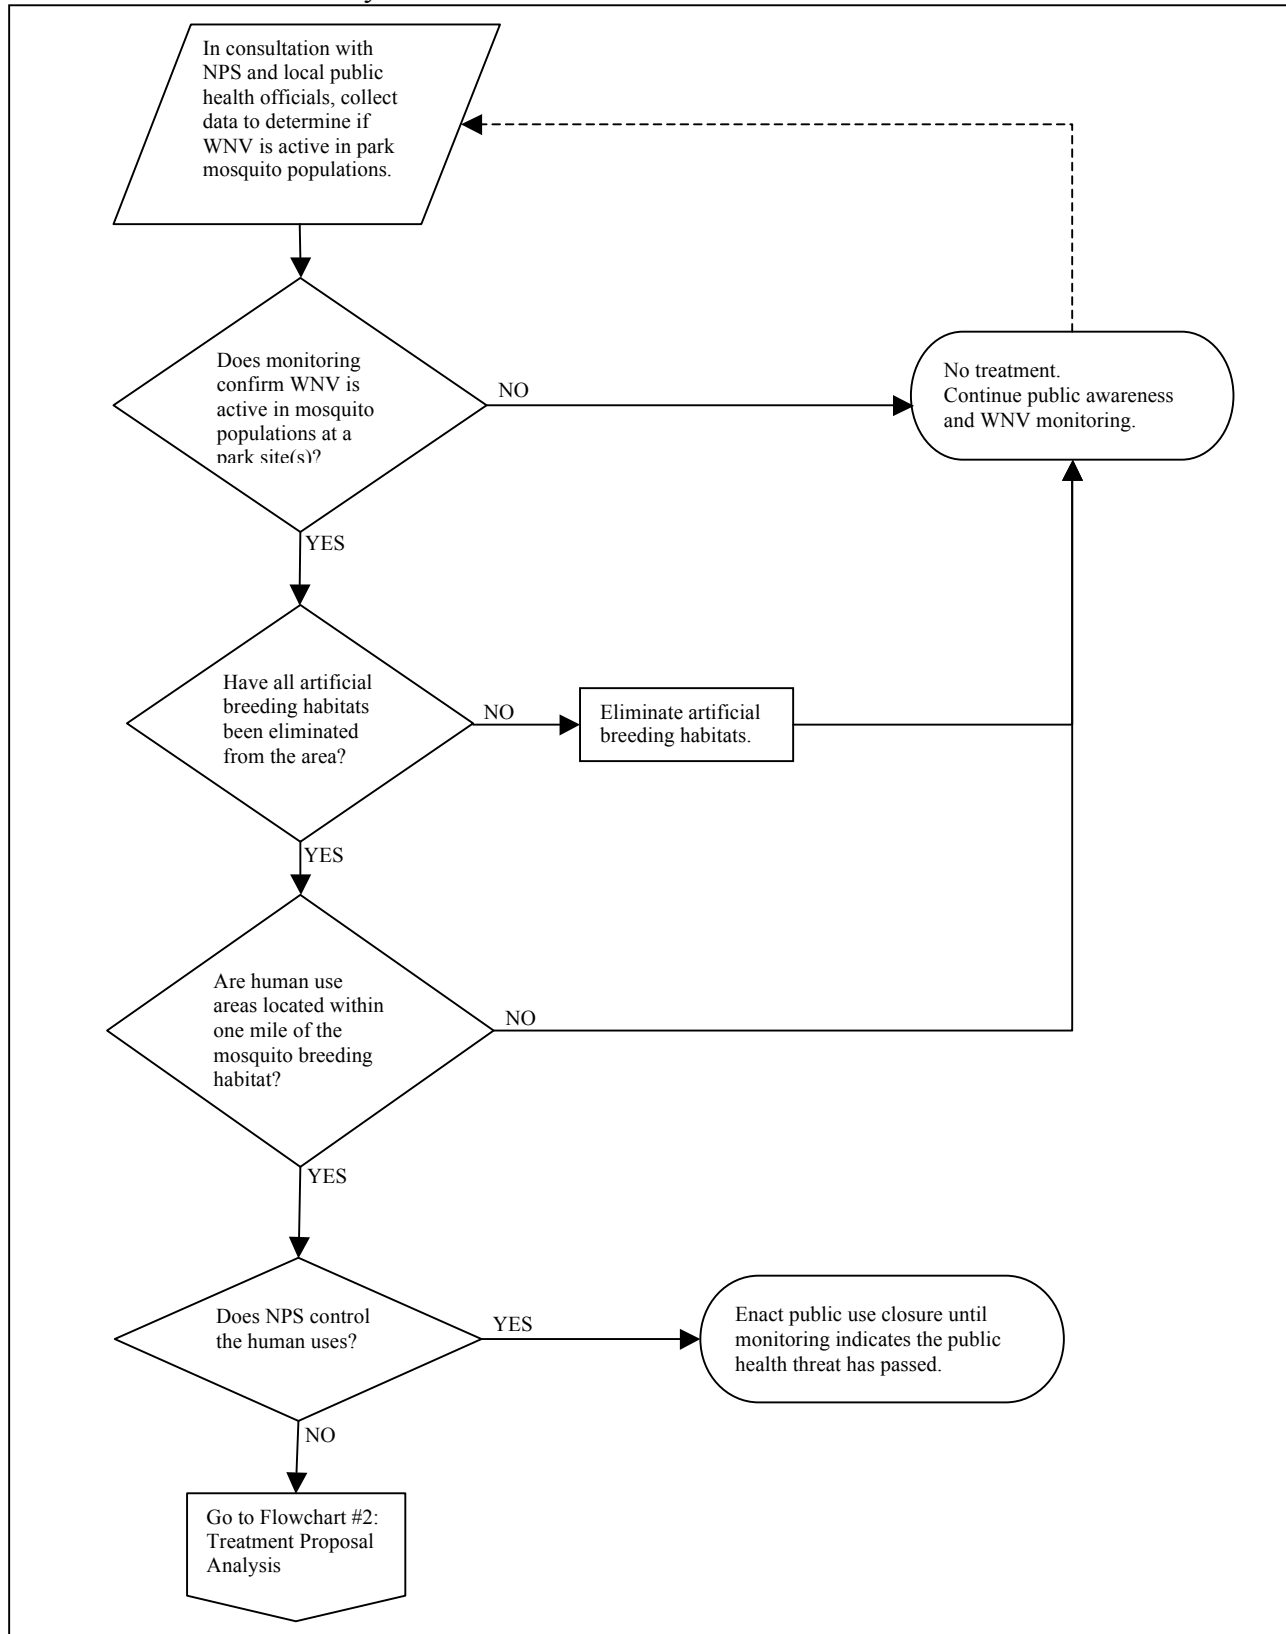 In consultation with
NPS and local public
health officials, collect
data to determine if
WNV is active in park
mosquito populations.
Does monitoring
confirm WNV is
active in mosquito
populations at a
park site(s)?
NO
No treatment.
Continue public awareness
and WNV monitoring.
YES
Have all artificial
breeding habitats
been eliminated
from the area?
NO
Eliminate artificial
breeding habitats.
YES
Are human use
areas located within
one mile of the
mosquito breeding
habitat?
NO
YES
Does NPS control
the human uses?
YES
Enact public use closure until
monitoring indicates the public
health threat has passed.
NO
Go to Flowchart #2:
Treatment Proposal
Analysis